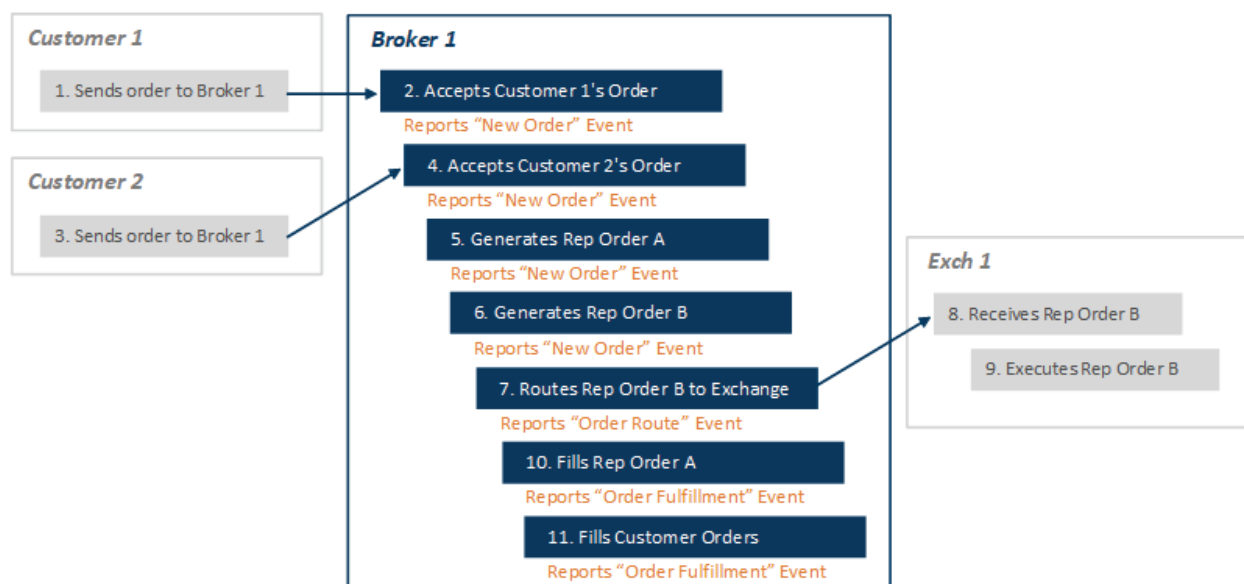 Customer 1
1. Sends order to Broker 1
Customer 2
3. Sends order to Broker 1
Broker 1
2. Accepts Customer 1's Order
Reports “New Order” Event
4. Accepts Customer 2's Order
Reports “New Order” Event
5. Generates Rep Order A
Reports “New Order” Event
6. Generates Rep Order B
Reports “New Order” Event
7. Routes Rep Order B to Exchange
Reports “Order Route” Event
10. Fills Rep Order A
Reports “Order Fulfillment” Event
11. Fills Customer Orders
Reports “Order Fulfillment” Event
Exch 1
8. Receives Rep Order B
9. Executes Rep Order B